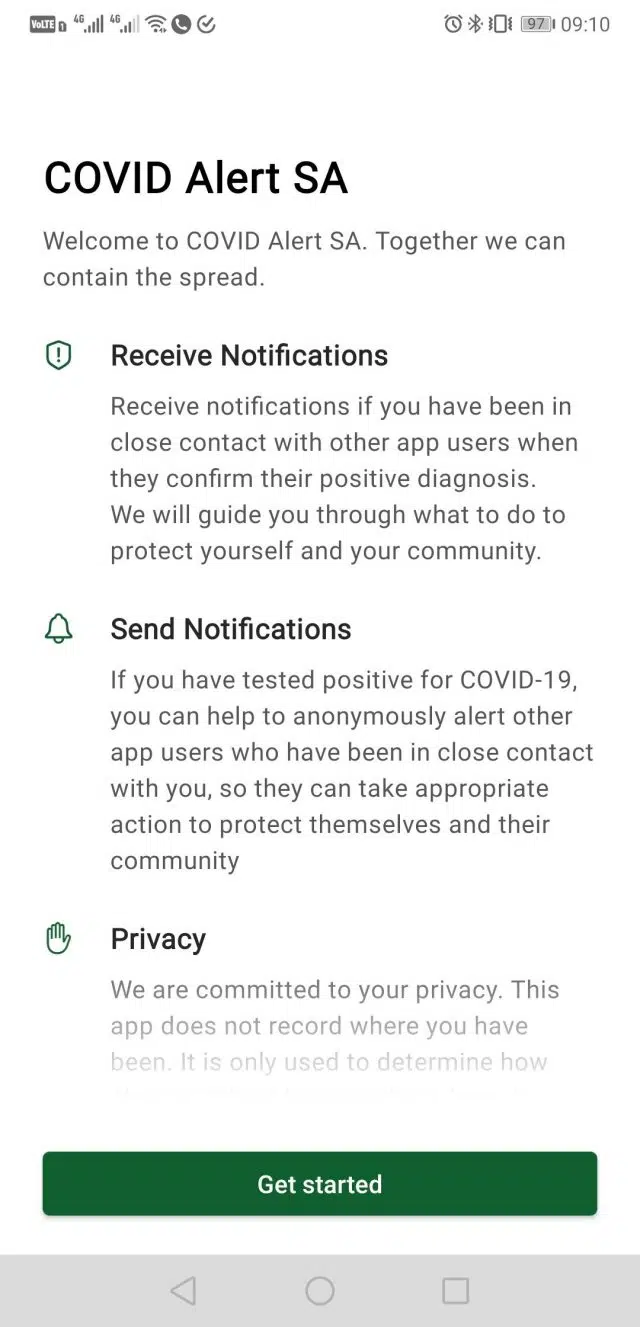 VoLTE 1 4G 4G 97 09:10
COVID Alert SA
Welcome to COVID Alert SA. Together we can
contain the spread.
Receive Notifications
Receive notifications if you have been in
close contact with other app users when
they confirm their positive diagnosis.
We will guide you through what to do to
protect yourself and your community.
Send Notifications
If you have tested positive for COVID-19,
you can help to anonymously alert other
app users who have been in close contact
with you, so they can take appropriate
action to protect themselves and their
community
Privacy
We are committed to your privacy. This
app does not record where you have
been. It is only used to determine how
Get started